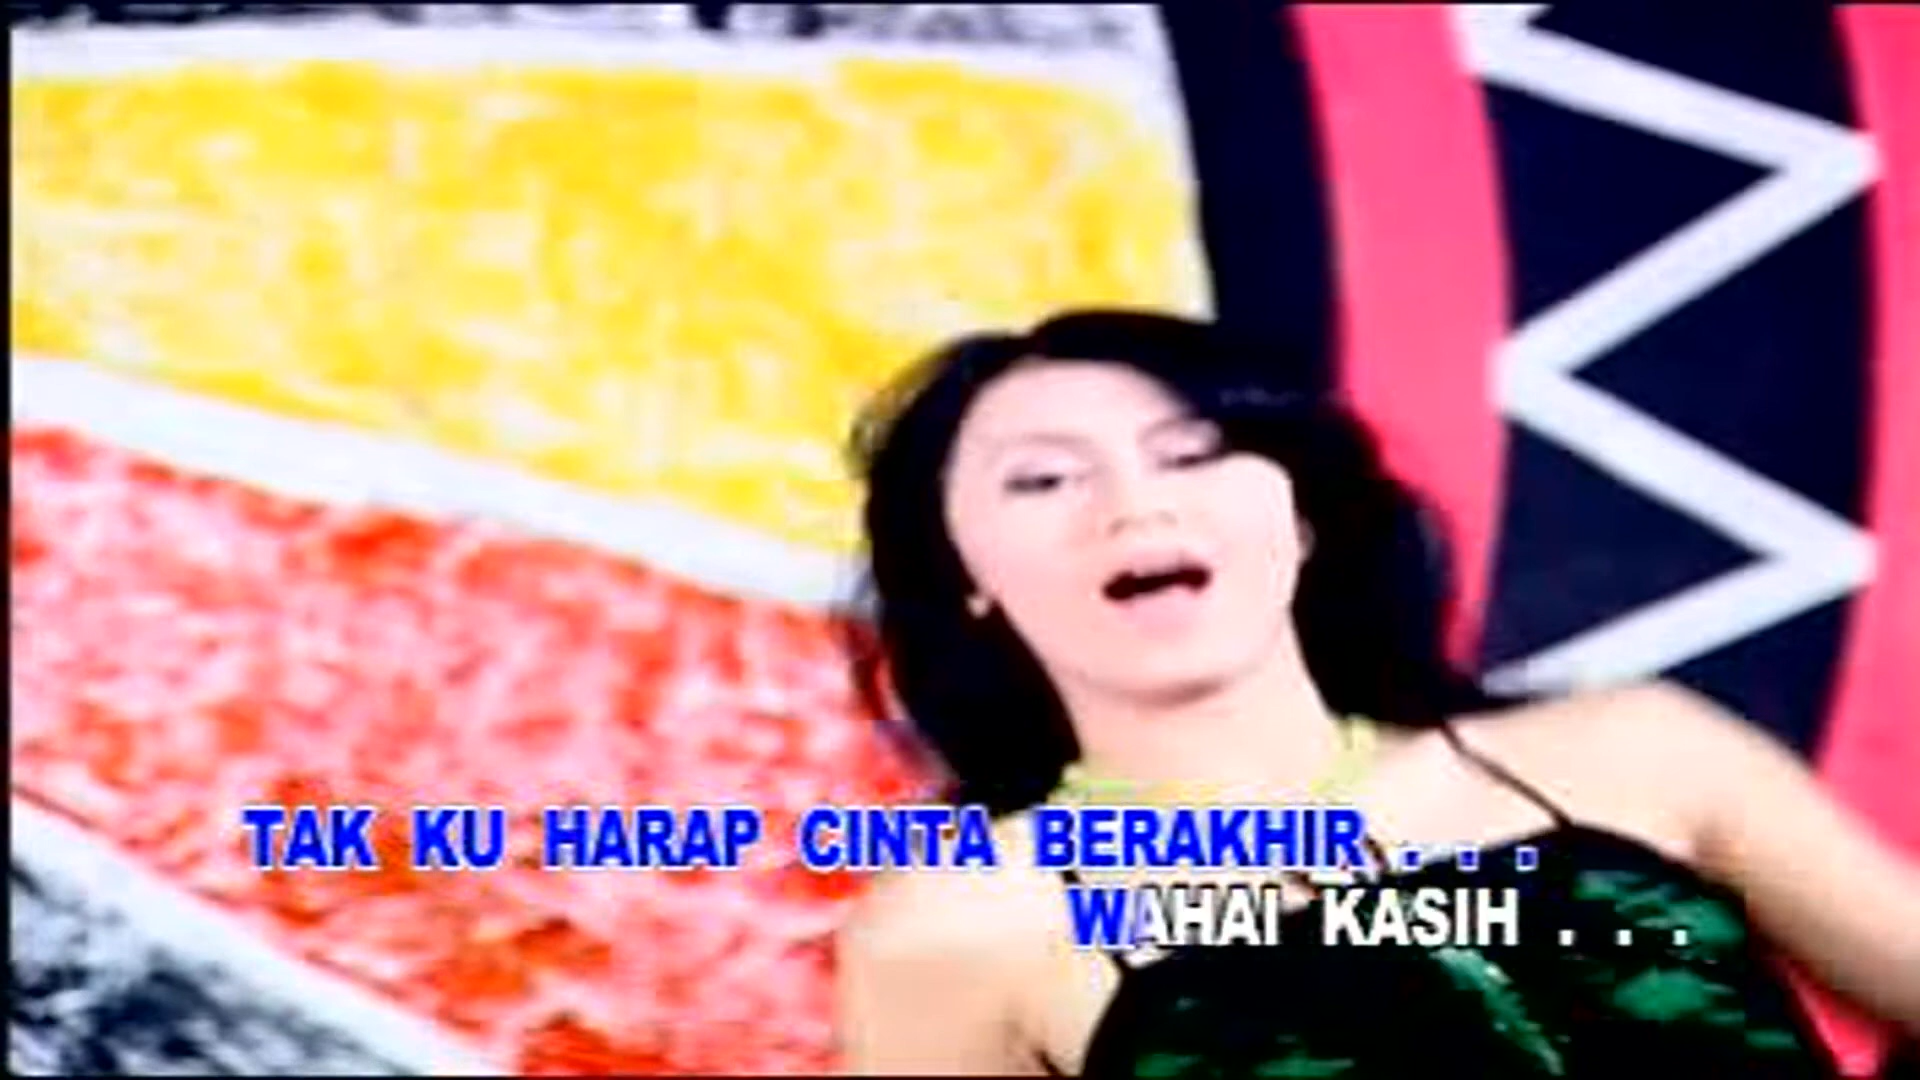 TAK KU HARAP CINTA BERAKHIR . . .
WAHAI KASIH . . .